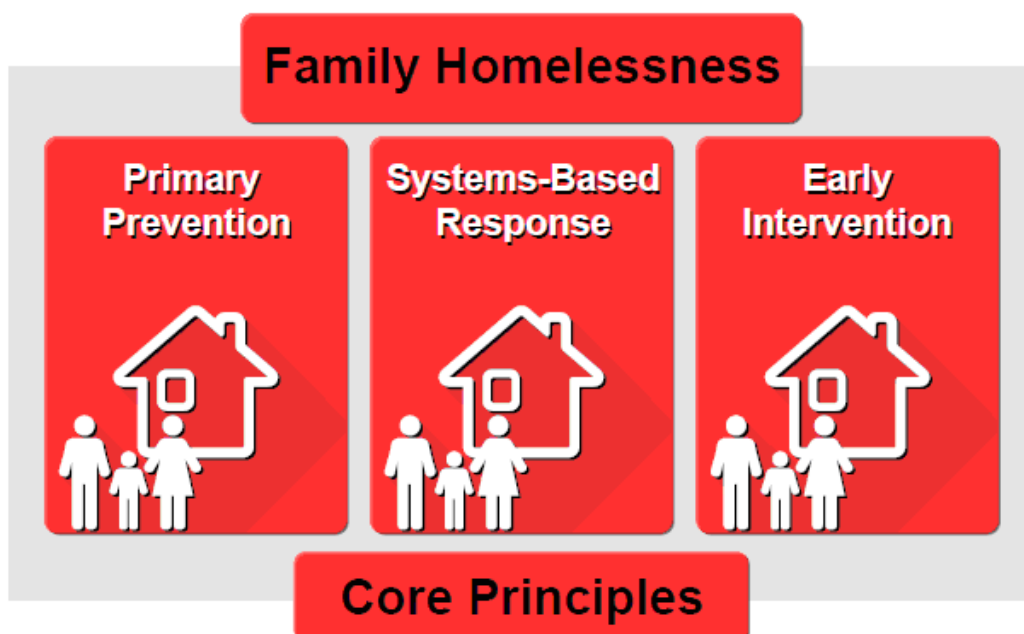 Family Homelessness
Primary
Prevention
Systems-Based
Response
Early
Intervention
Core Principles